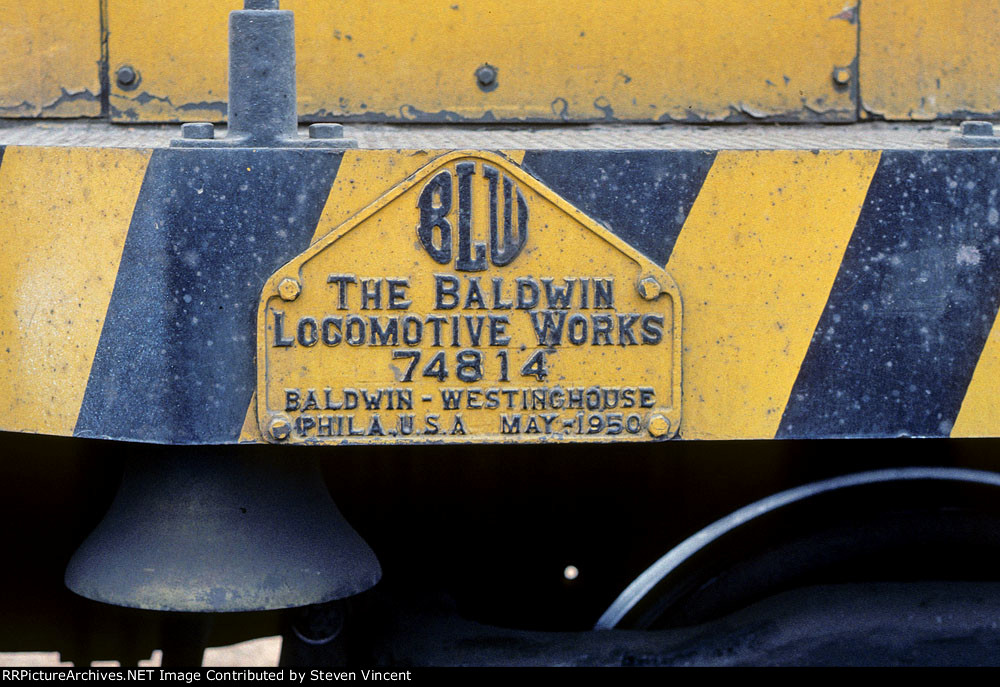 BLW
THE BALDWIN
LOCOMOTIVE WORKS
74814
BALDWIN - WESTINGHOUSE
PHILA., U.S.A MAY - 1950
RRPictureArchives.NET Image Contributed by Steven Vincent